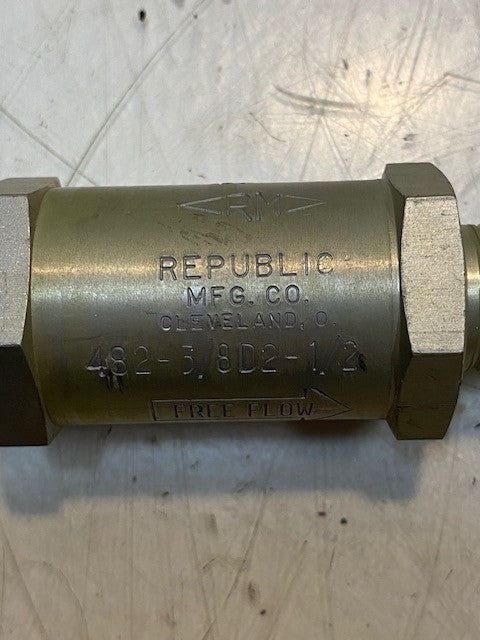 RM
REPUBLIC
MFG. CO.
CLEVELAND, O.
482-3/8D2-1/2
FREE FLOW